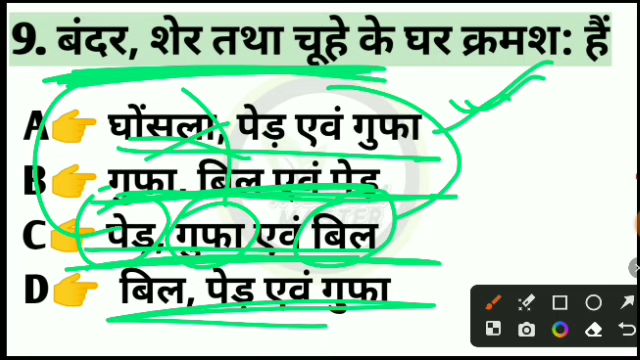 9. बंदर, शेर तथा चूहे के घर क्रमश: हैं
A👉 घोंसला, पेड़ एवं गुफा
B👉 गुफा, बिल एवं पेड़
C👉 पेड़, गुफा एवं बिल
D👉 बिल, पेड़ एवं गुफा